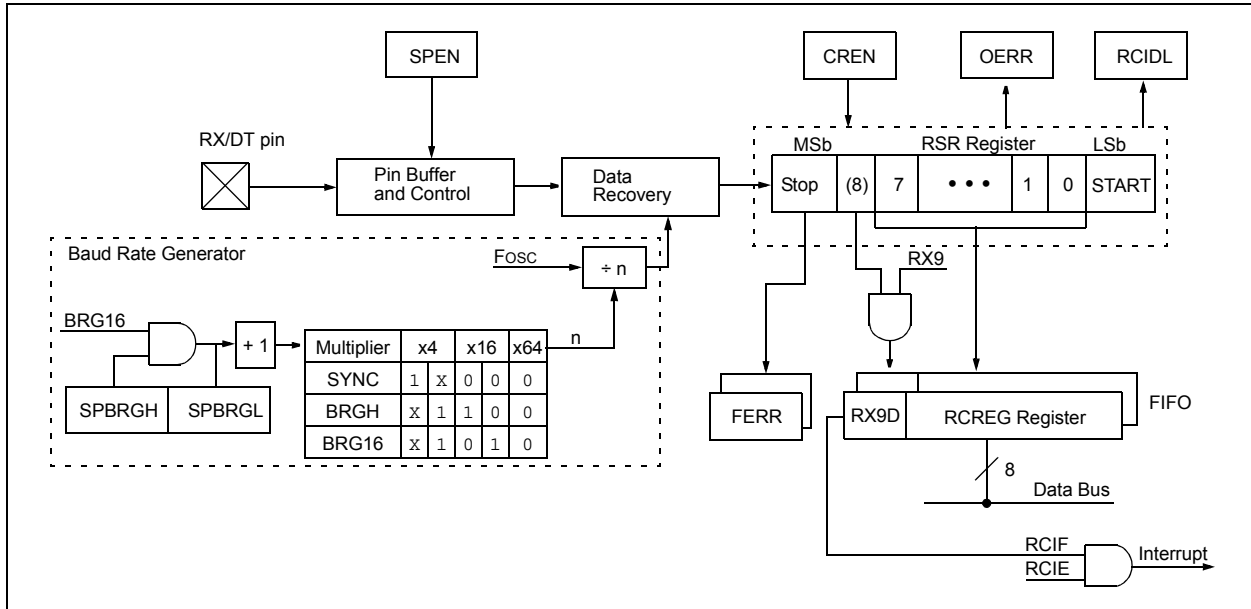 SPEN
CREN
OERR
RCIDL
RX/DT pin
MSb
RSR Register
LSb
Pin Buffer
and Control
Data
Recovery
Stop (8) 7 • • • 1 0 START
Baud Rate Generator
FOSC
÷ n
RX9
BRG16
+ 1
n
Multiplier x4 x16 x64
SYNC 1 X 0 0 0
BRGH X 1 1 0 0
BRG16 X 1 0 1 0
SPBRGH SPBRGL
FERR
RX9D RCREG Register
FIFO
8
Data Bus
RCIF
RCIE
Interrupt